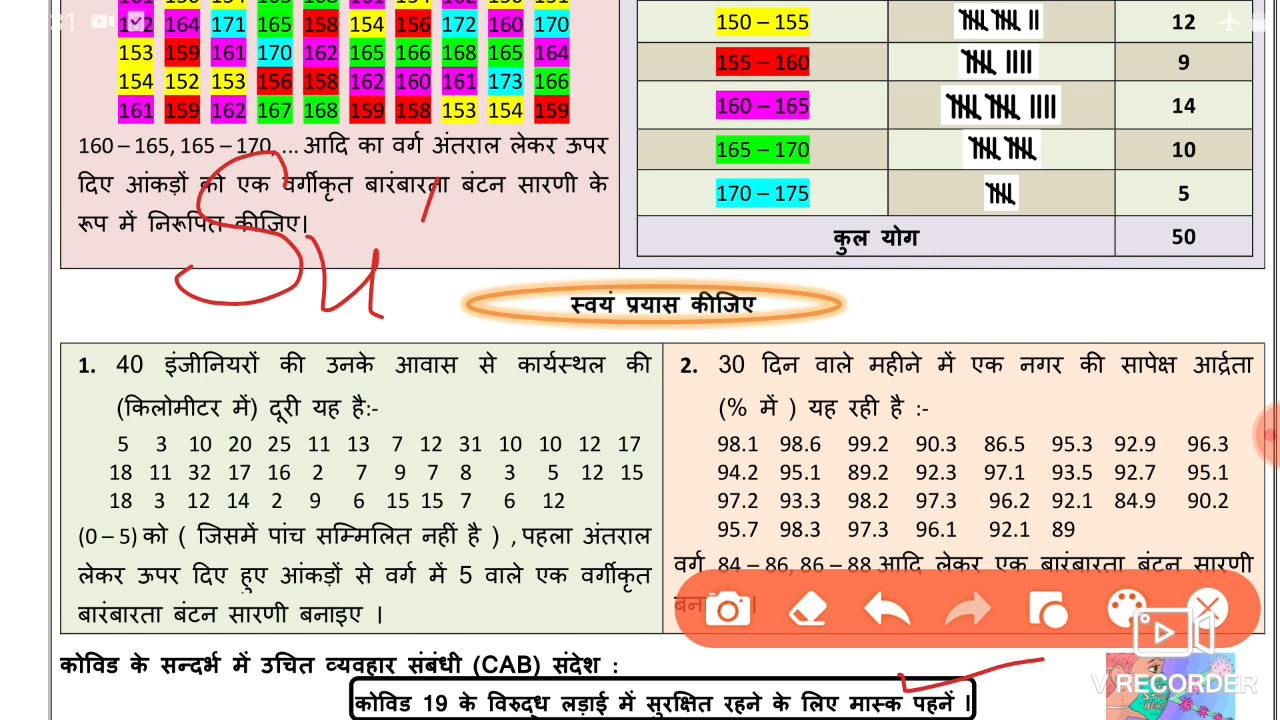 162 164 171 165 158 154 156 172 160 170
153 159 161 170 162 165 166 168 165 164
154 152 153 156 158 162 160 161 173 166
161 159 162 167 168 159 158 153 154 159
160 – 165, 165 – 170, ... आदि का वर्ग अंतराल लेकर ऊपर
दिए आंकड़ों को एक वर्गीकृत बारंबारता बंटन सारणी के
रूप में निरूपित कीजिए।
150 – 155 12
155 – 160 9
160 – 165 14
165 – 170 10
170 – 175 5
कुल योग 50
Su
स्वयं प्रयास कीजिए
1. 40 इंजीनियरों की उनके आवास से कार्यस्थल की
(किलोमीटर में) दूरी यह है:-
5 3 10 20 25 11 13 7 12 31 10 10 12 17
18 11 32 17 16 2 7 9 7 8 3 5 12 15
18 3 12 14 2 9 6 15 15 7 6 12
(0 – 5) को ( जिसमें पांच सम्मिलित नहीं है ) , पहला अंतराल
लेकर ऊपर दिए हुए आंकड़ों से वर्ग में 5 वाले एक वर्गीकृत
बारंबारता बंटन सारणी बनाइए ।
2. 30 दिन वाले महीने में एक नगर की सापेक्ष आर्द्रता
(% में ) यह रही है :-
98.1 98.6 99.2 90.3 86.5 95.3 92.9 96.3
94.2 95.1 89.2 92.3 97.1 93.5 92.7 95.1
97.2 93.3 98.2 97.3 96.2 92.1 84.9 90.2
95.7 98.3 97.3 96.1 92.1 89
वर्ग 84 – 86, 86 – 88 आदि लेकर एक बारंबारता बंटन सारणी
कोविड के सन्दर्भ में उचित व्यवहार संबंधी (CAB) संदेश :
कोविड 19 के विरुद्ध लड़ाई में सुरक्षित रहने के लिए मास्क पहनें ।
V RECORDER